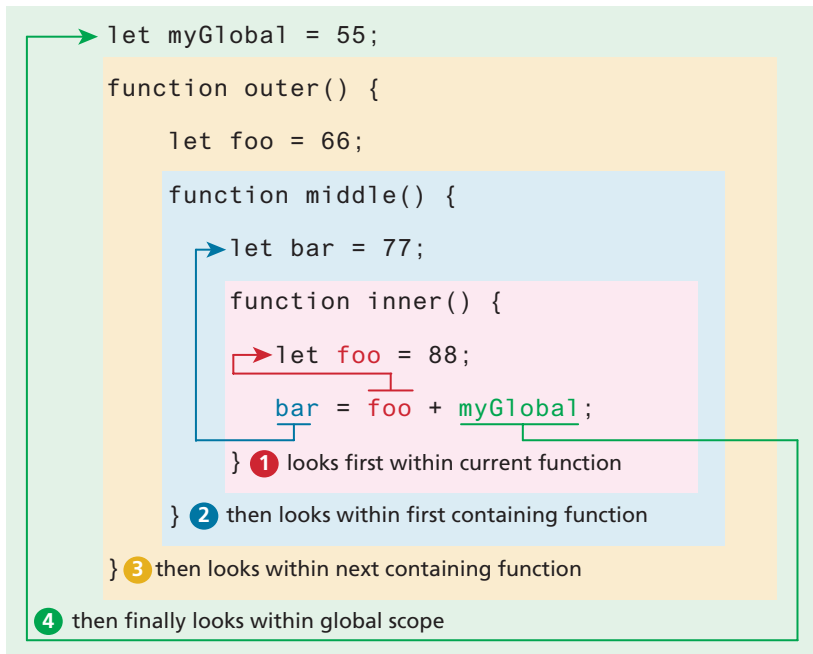 let myGlobal = 55;
function outer() {
let foo = 66;
function middle() {
let bar = 77;
function inner() {
let foo = 88;
bar = foo + myGlobal;
} 1 looks first within current function
} 2 then looks within first containing function
} 3 then looks within next containing function
4 then finally looks within global scope